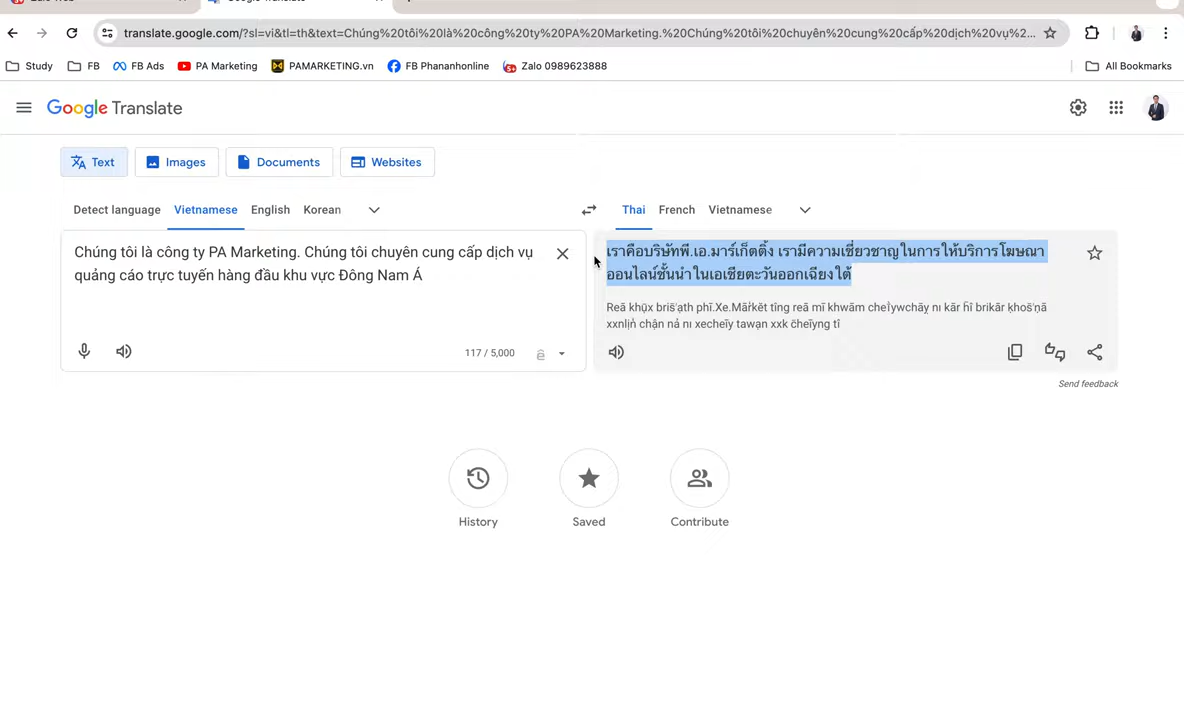 translate.google.com/?sl=vi&tl=th&text=Chúng%20tôi%20là%20công%20ty%20PA%20Marketing.%20Chúng%20tôi%20chuyên%20cung%20cấp%20dịch%20vụ%2...
Study FB FB Ads PA Marketing PAMARKETING.vn FB Phananhonline Zalo 0989623888 All Bookmarks
Google Translate
Text Images Documents Websites
Detect language Vietnamese English Korean Thai French Vietnamese
Chúng tôi là công ty PA Marketing. Chúng tôi chuyên cung cấp dịch vụ
quảng cáo trực tuyến hàng đầu khu vực Đông Nam Á
117 / 5,000
เราคือบริษัทพี.เอ.มาร์เก็ตติ้ง เรามีความเชี่ยวชาญในการให้บริการโฆษณา
ออนไลน์ชั้นนำในเอเชียตะวันออกเฉียงใต้
Send feedback
History Saved Contribute